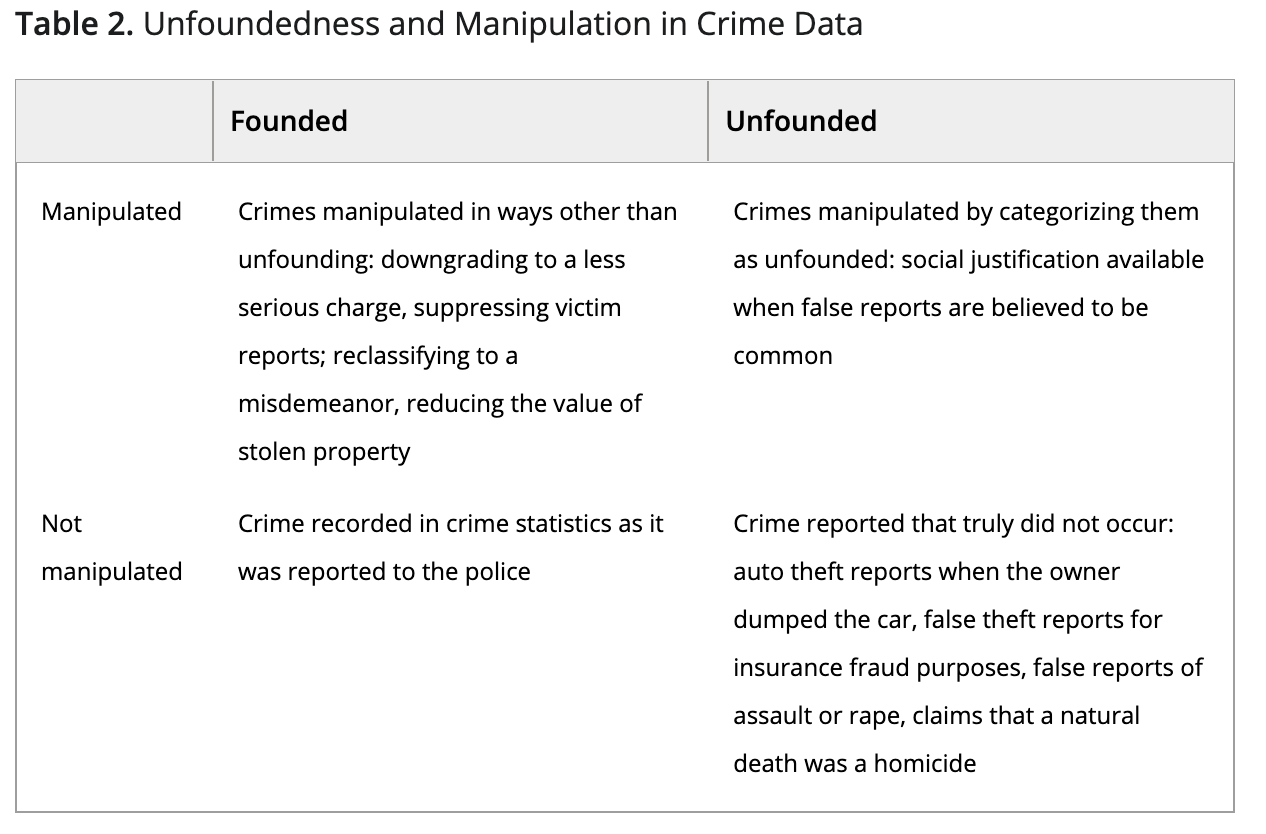 Table 2. Unfoundedness and Manipulation in Crime Data
Founded
Unfounded
Manipulated
Crimes manipulated in ways other than
unfounding: downgrading to a less
serious charge, suppressing victim
reports; reclassifying to a
misdemeanor, reducing the value of
stolen property
Crimes manipulated by categorizing them
as unfounded: social justification available
when false reports are believed to be
common
Not
manipulated
Crime recorded in crime statistics as it
was reported to the police
Crime reported that truly did not occur:
auto theft reports when the owner
dumped the car, false theft reports for
insurance fraud purposes, false reports of
assault or rape, claims that a natural
death was a homicide